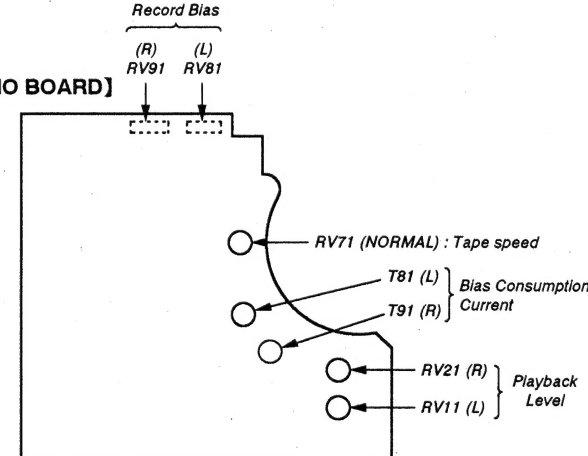 Record Bias
(R) (L)
RV91 RV81
IO BOARD】
RV71 (NORMAL) : Tape speed
T81 (L)
Bias Consumption
Current
T91 (R)
RV21 (R)
Playback
Level
RV11 (L)